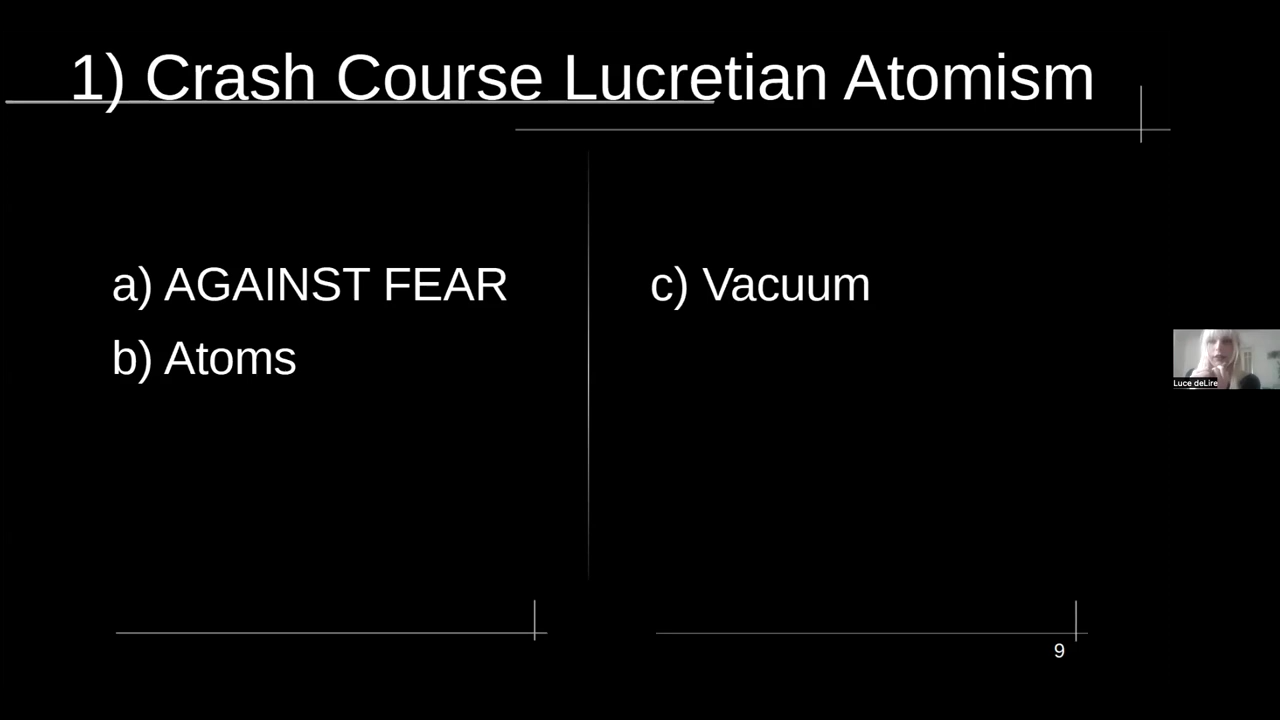 1) Crash Course Lucretian Atomism
a) AGAINST FEAR
b) Atoms
c) Vacuum
Luce deLire
9